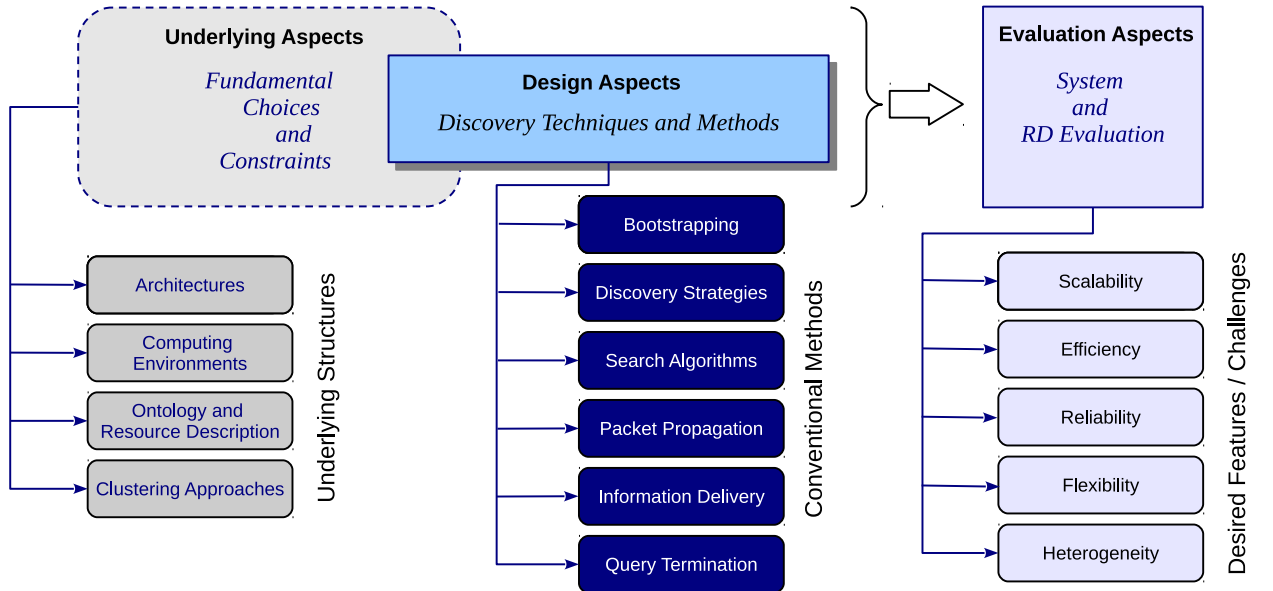 Underlying Aspects
Fundamental
Choices
and
Constraints
Architectures
Computing
Environments
Ontology and
Resource Description
Clustering Approaches
Underlying Structures
Design Aspects
Discovery Techniques and Methods
Bootstrapping
Discovery Strategies
Search Algorithms
Packet Propagation
Information Delivery
Query Termination
Conventional Methods
Evaluation Aspects
System
and
RD Evaluation
Scalability
Efficiency
Reliability
Flexibility
Heterogeneity
Desired Features / Challenges